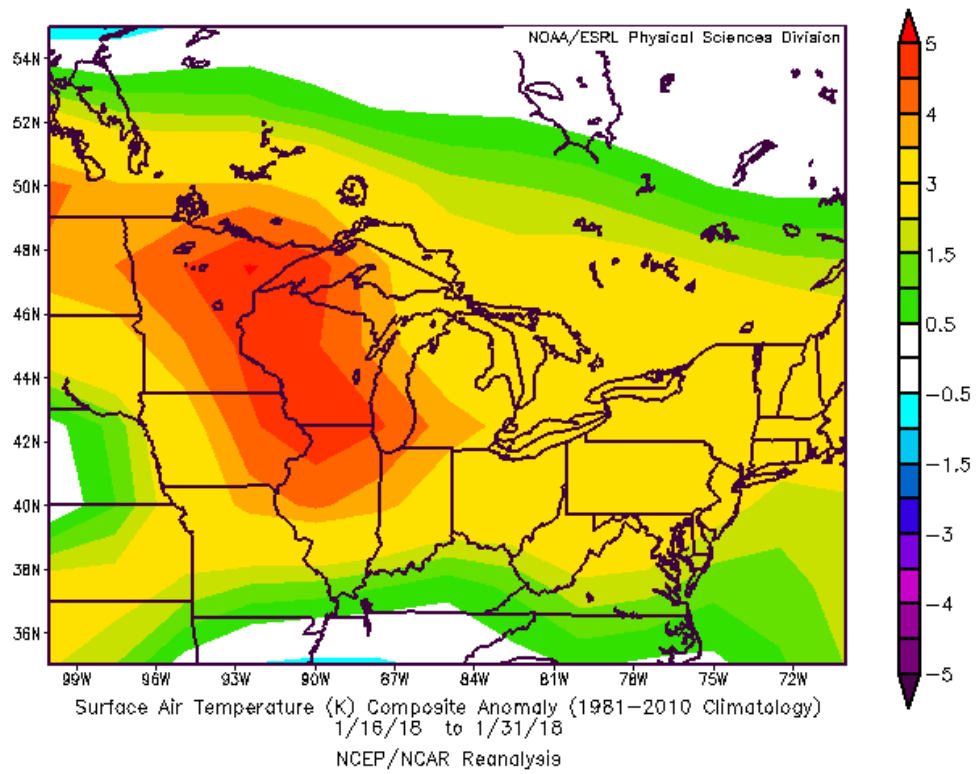 NOAA/ESRL Physical Sciences Division
54N
52N
50N
48N
46N
44N
42N
40N
38N
36N
99W 96W 93W 90W 87W 84W 81W 78W 75W 72W
5
4
3
1.5
0.5
−0.5
−1.5
−3
−4
−5
Surface Air Temperature (K) Composite Anomaly (1981−2010 Climatology)
1/16/18 to 1/31/18
NCEP/NCAR Reanalysis